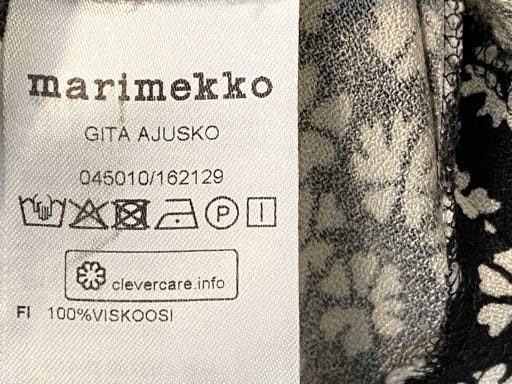 marimekko
GITA AJUSKO
045010/162129
P
clevercare.info
FI 100%VISKOOSI